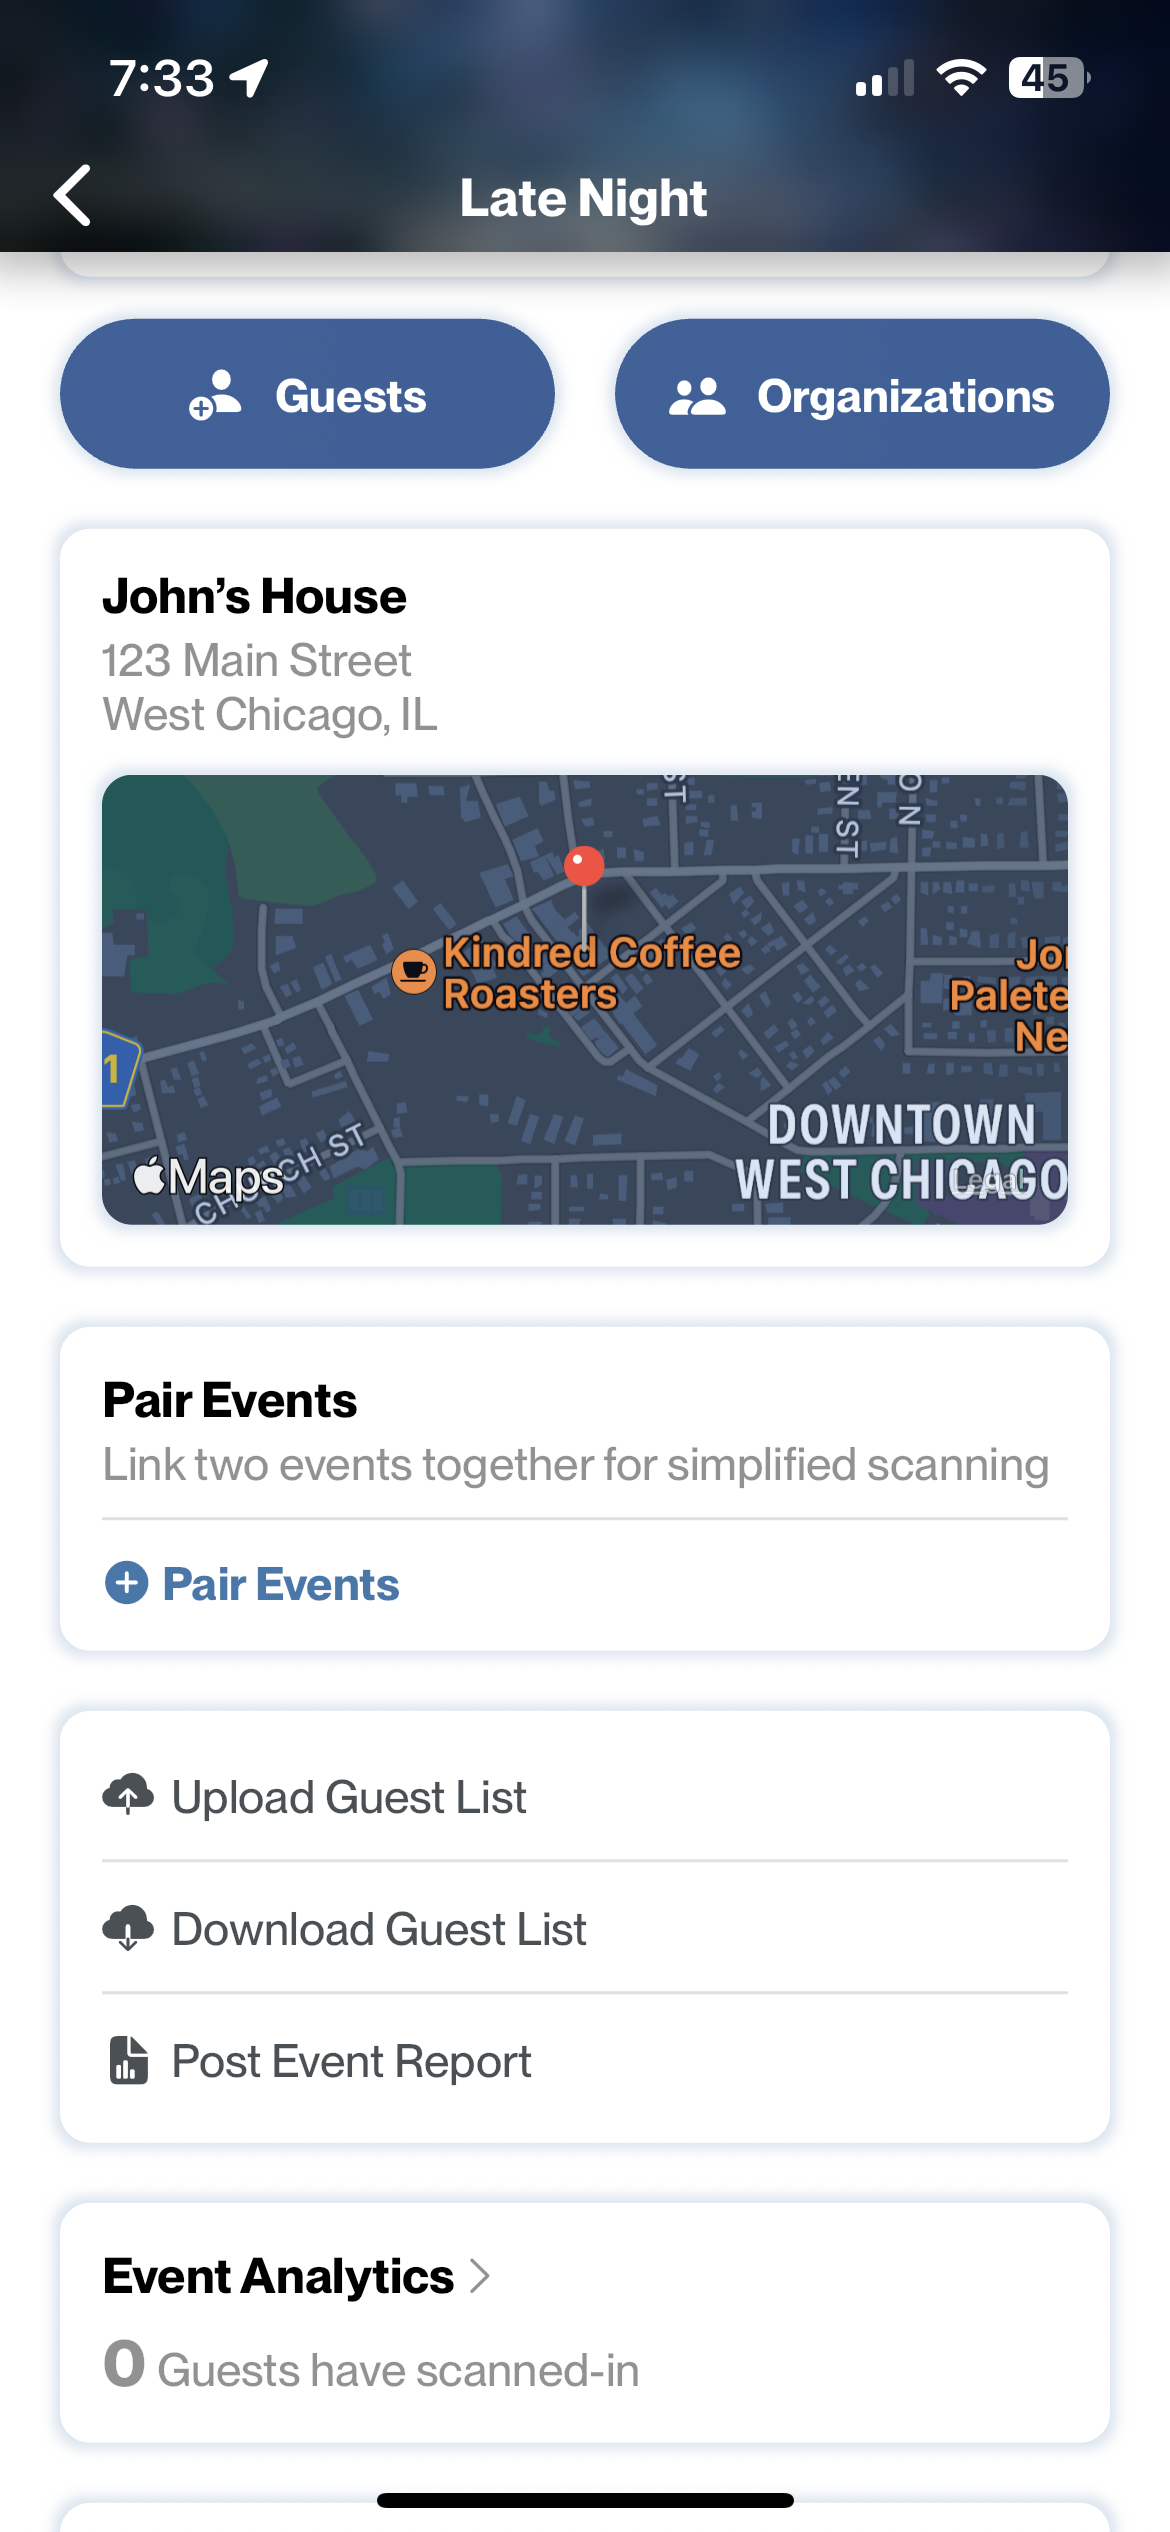 7:33
45
Late Night
Guests
Organizations
John’s House
123 Main Street
West Chicago, IL
ST
EN ST
ON
Kindred Coffee
Roasters
Jo
Palete
Ne
1
DOWNTOWN
WEST CHICAGO
CH ST
Maps
Legal
Pair Events
Link two events together for simplified scanning
Pair Events
Upload Guest List
Download Guest List
Post Event Report
Event Analytics
0 Guests have scanned-in